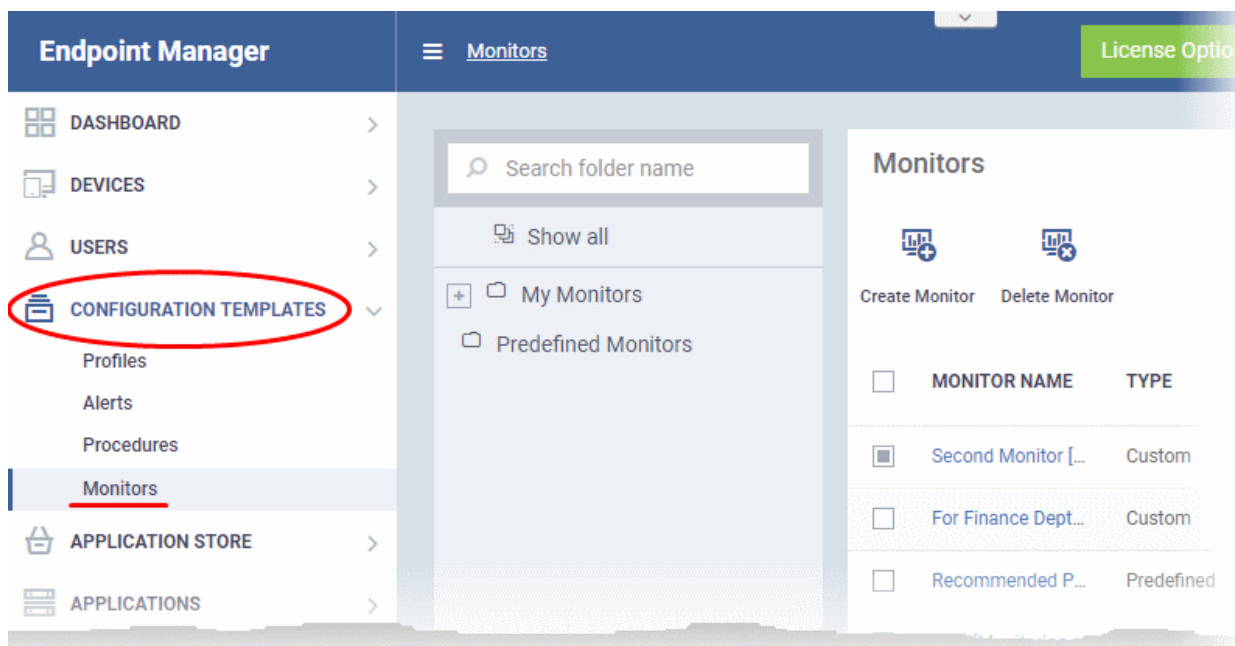 Endpoint Manager
Monitors
License Optio
DASHBOARD
DEVICES
USERS
CONFIGURATION TEMPLATES
Profiles
Alerts
Procedures
Monitors
APPLICATION STORE
APPLICATIONS
Search folder name
Show all
My Monitors
Predefined Monitors
Monitors
Create Monitor Delete Monitor
MONITOR NAME TYPE
Second Monitor [... Custom
For Finance Dept... Custom
Recommended P... Predefined